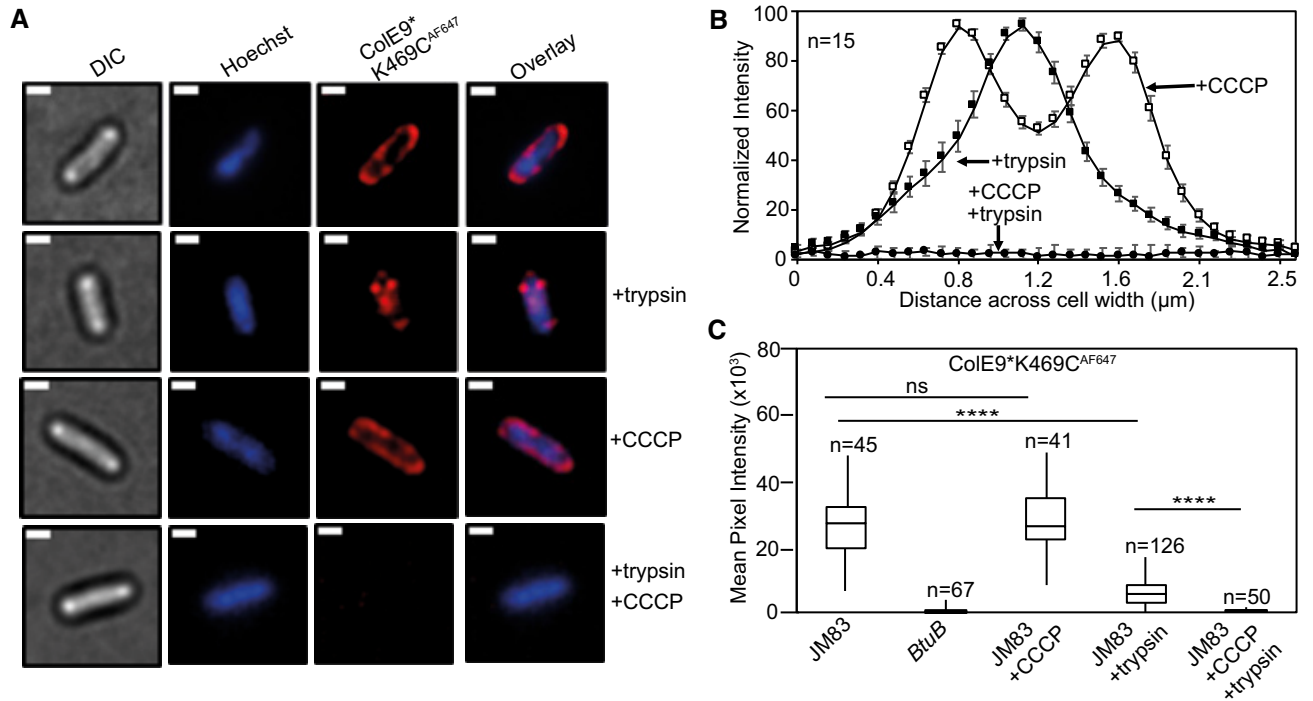 A
DIC
Hoechst
ColE9*
K469C^AF647
Overlay
+trypsin
+CCCP
+trypsin
+CCCP
B
100
80
60
40
20
0
Normalized Intensity
n=15
+CCCP
+trypsin
+CCCP
+trypsin
0
0.4
0.8
1.2
1.6
2.1
2.5
Distance across cell width (µm)
C
80
60
40
20
0
Mean Pixel Intensity (x10³)
ColE9*K469C^AF647
ns
****
n=45
n=41
****
n=126
n=67
n=50
JM83
BtuB
JM83
+CCCP
JM83
+trypsin
JM83
+CCCP
+trypsin